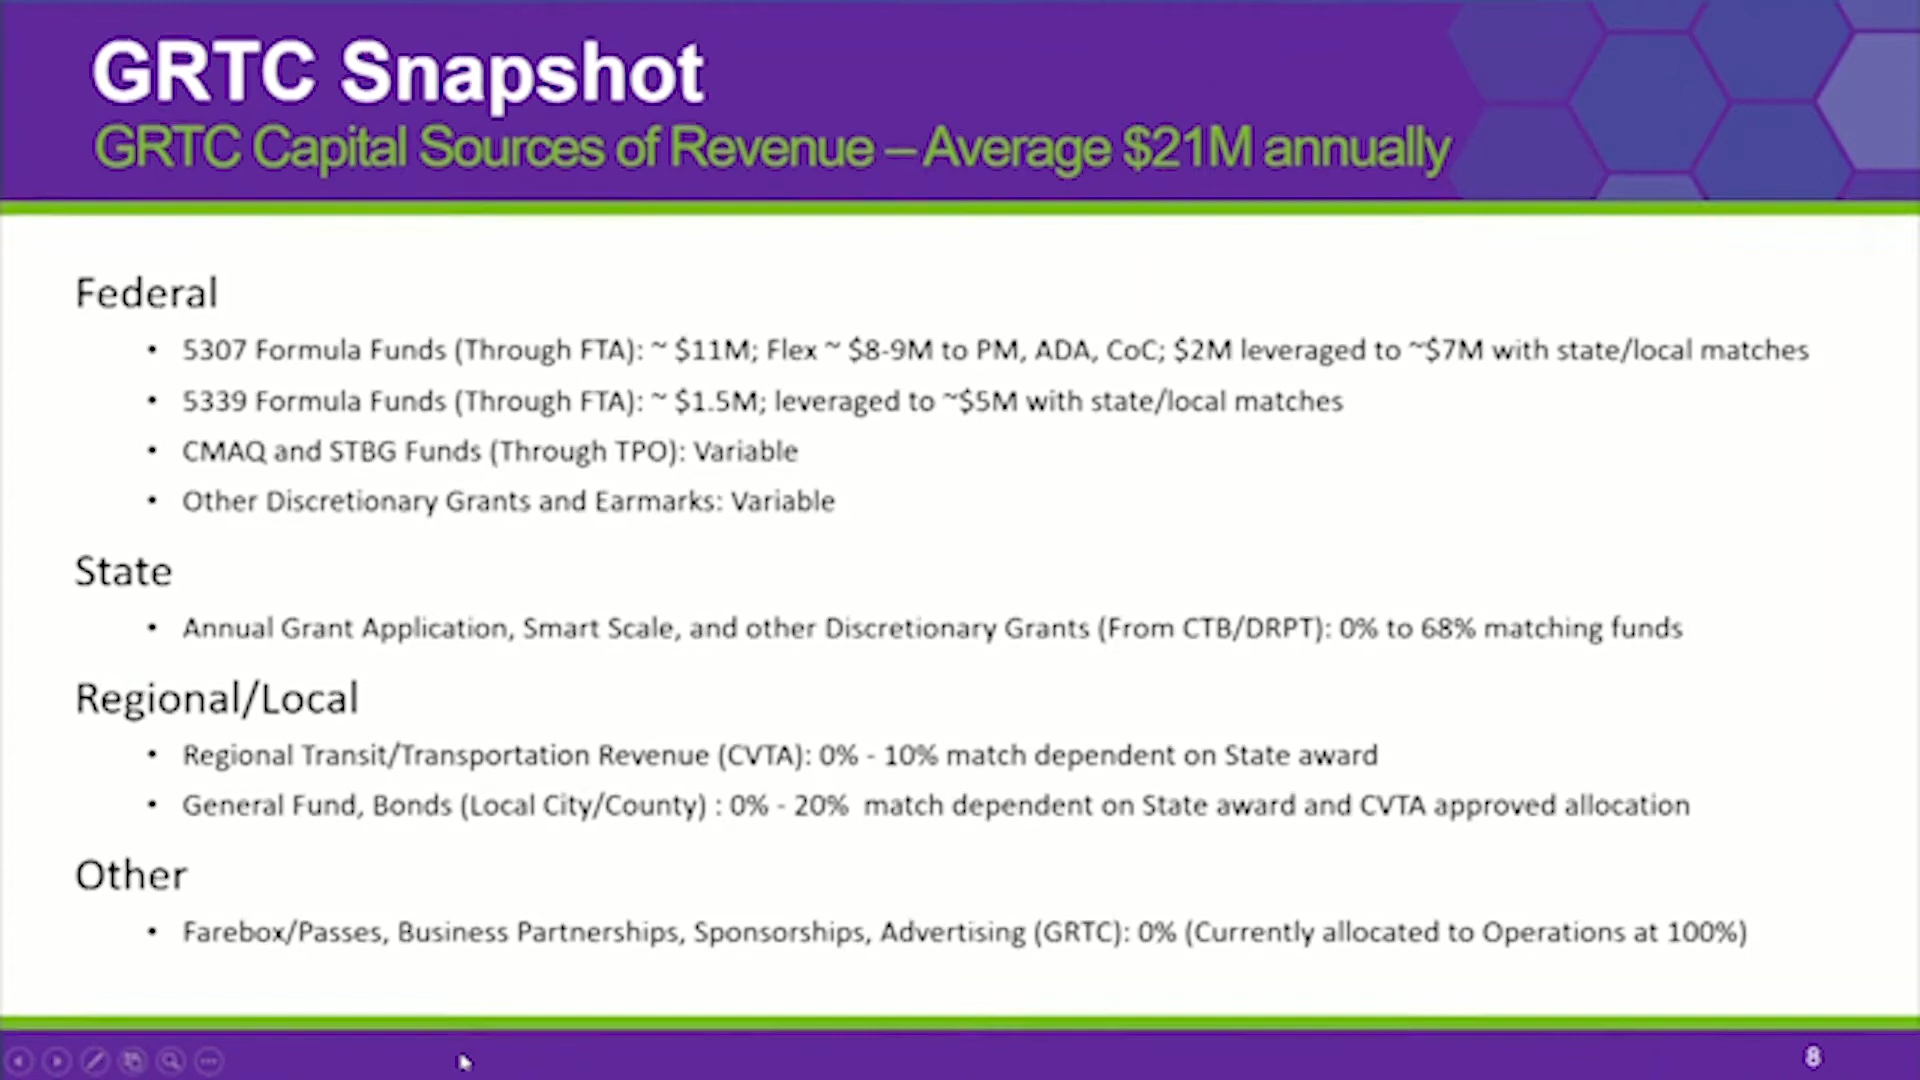 GRTC Snapshot
GRTC Capital Sources of Revenue – Average $21M annually
Federal
• 5307 Formula Funds (Through FTA): ~ $11M; Flex ~ $8-9M to PM, ADA, CoC; $2M leveraged to ~$7M with state/local matches
• 5339 Formula Funds (Through FTA): ~ $1.5M; leveraged to ~$5M with state/local matches
• CMAQ and STBG Funds (Through TPO): Variable
• Other Discretionary Grants and Earmarks: Variable
State
• Annual Grant Application, Smart Scale, and other Discretionary Grants (From CTB/DRPT): 0% to 68% matching funds
Regional/Local
• Regional Transit/Transportation Revenue (CVTA): 0% - 10% match dependent on State award
• General Fund, Bonds (Local City/County) : 0% - 20%  match dependent on State award and CVTA approved allocation
Other
• Farebox/Passes, Business Partnerships, Sponsorships, Advertising (GRTC): 0% (Currently allocated to Operations at 100%)
8